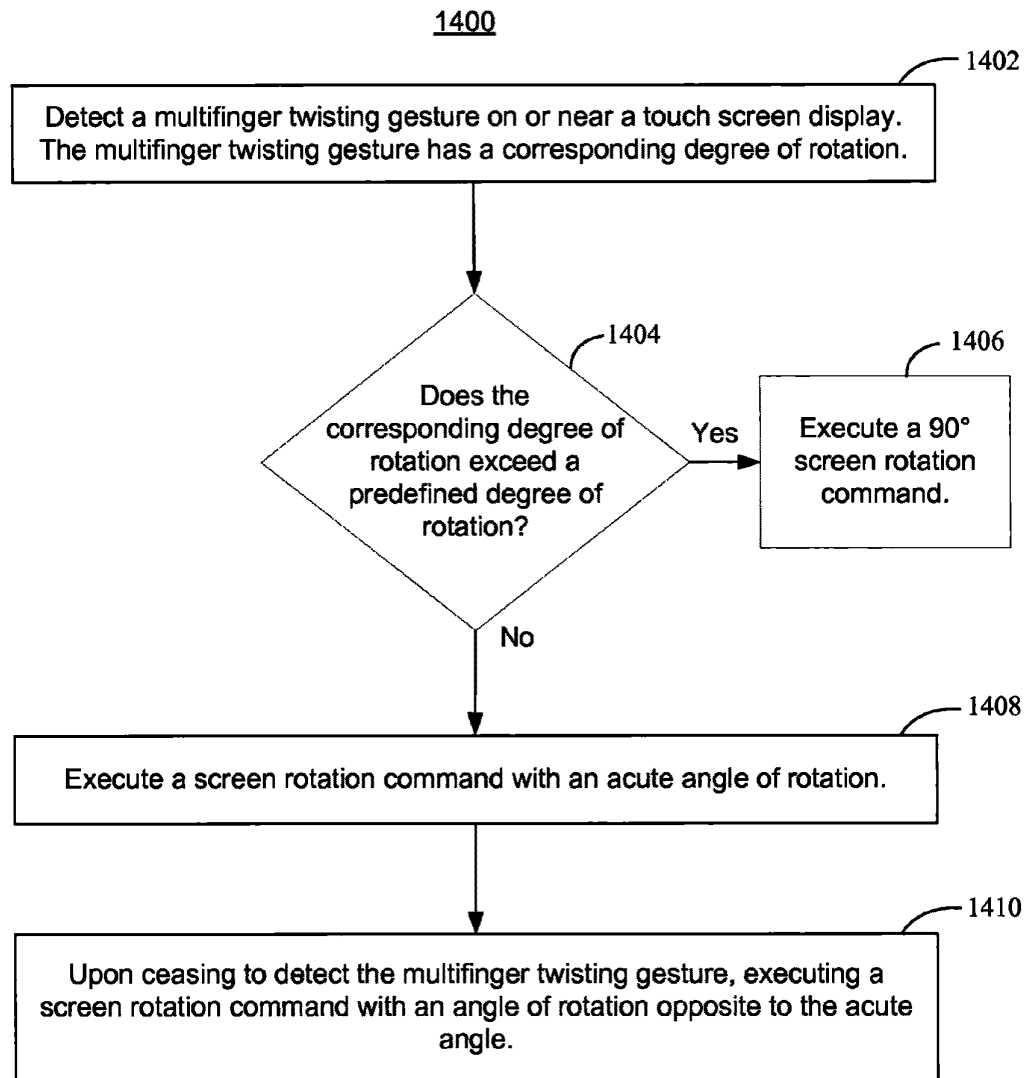 1400
1402
Detect a multifinger twisting gesture on or near a touch screen display.
The multifinger twisting gesture has a corresponding degree of rotation.
1404
Does the
corresponding degree of
rotation exceed a
predefined degree of
rotation?
Yes
1406
Execute a 90°
screen rotation
command.
No
1408
Execute a screen rotation command with an acute angle of rotation.
1410
Upon ceasing to detect the multifinger twisting gesture, executing a
screen rotation command with an angle of rotation opposite to the acute
angle.